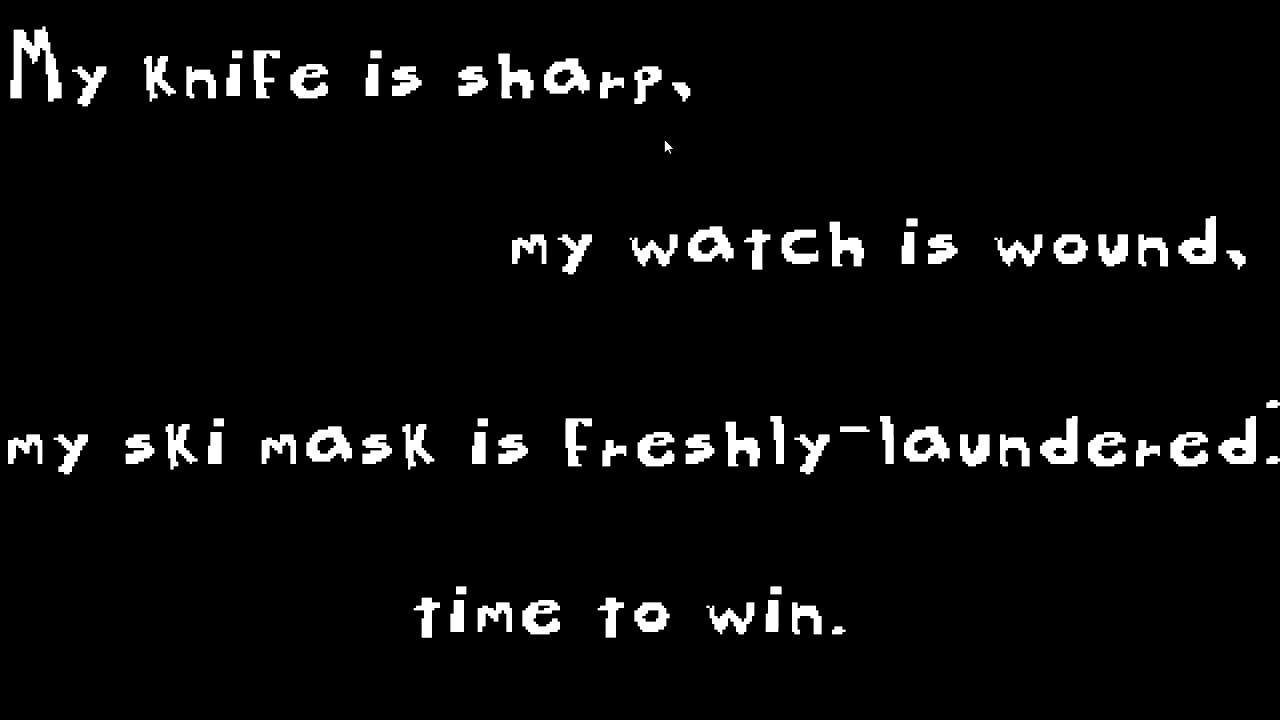 My knife is sharp,
my watch is wound,
my ski mask is freshly-laundered:
time to win.